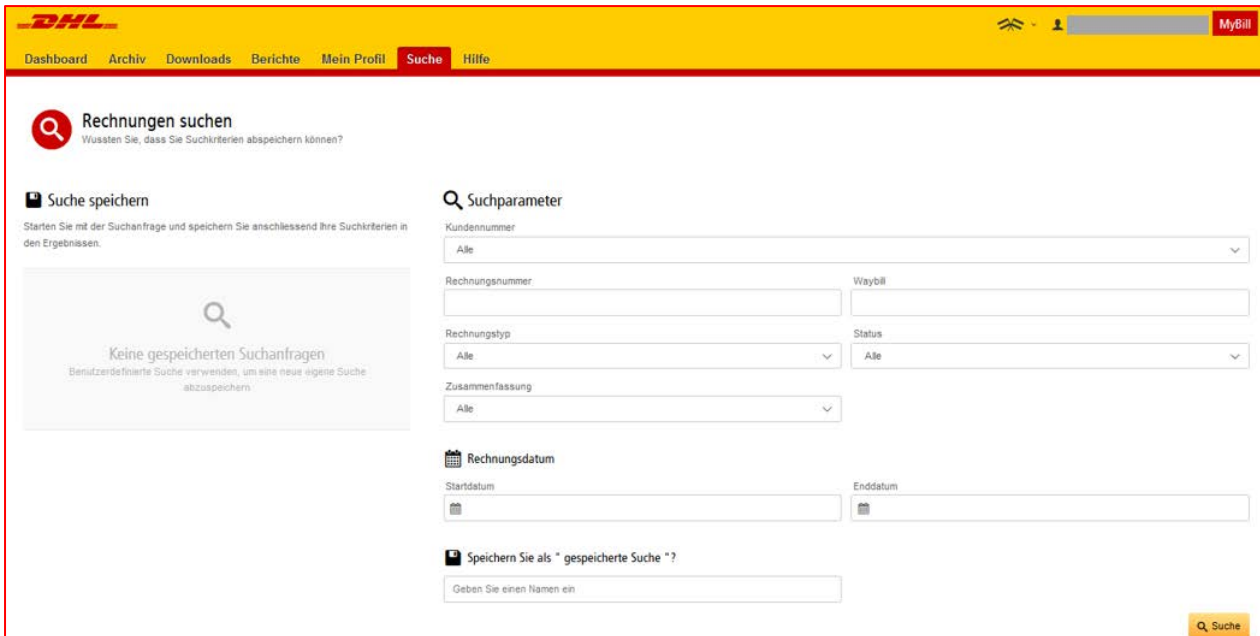 DHL
MyBill
Dashboard Archiv Downloads Berichte Mein Profil Suche Hilfe
Rechnungen suchen
Wussten Sie, dass Sie Suchkriterien abspeichern können?
Suche speichern
Starten Sie mit der Suchanfrage und speichern Sie anschliessend Ihre Suchkriterien in
den Ergebnissen.
Keine gespeicherten Suchanfragen
Benutzerdefinierte Suche verwenden, um eine neue eigene Suche
abzuspeichern
Suchparameter
Kundennummer
Alle
Rechnungsnummer Waybill
Rechnungstyp Status
Alle Alle
Zusammenfassung
Alle
Rechnungsdatum
Startdatum Enddatum
Speichern Sie als " gespeicherte Suche "?
Geben Sie einen Namen ein
Suche